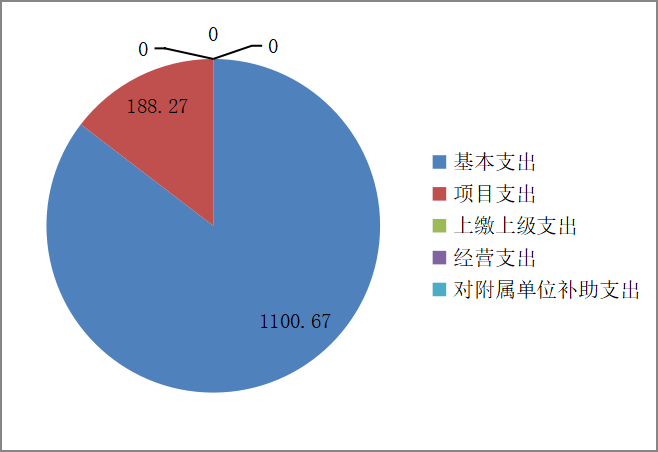 0
0
0
188.27
1100.67
基本支出
项目支出
上缴上级支出
经营支出
对附属单位补助支出